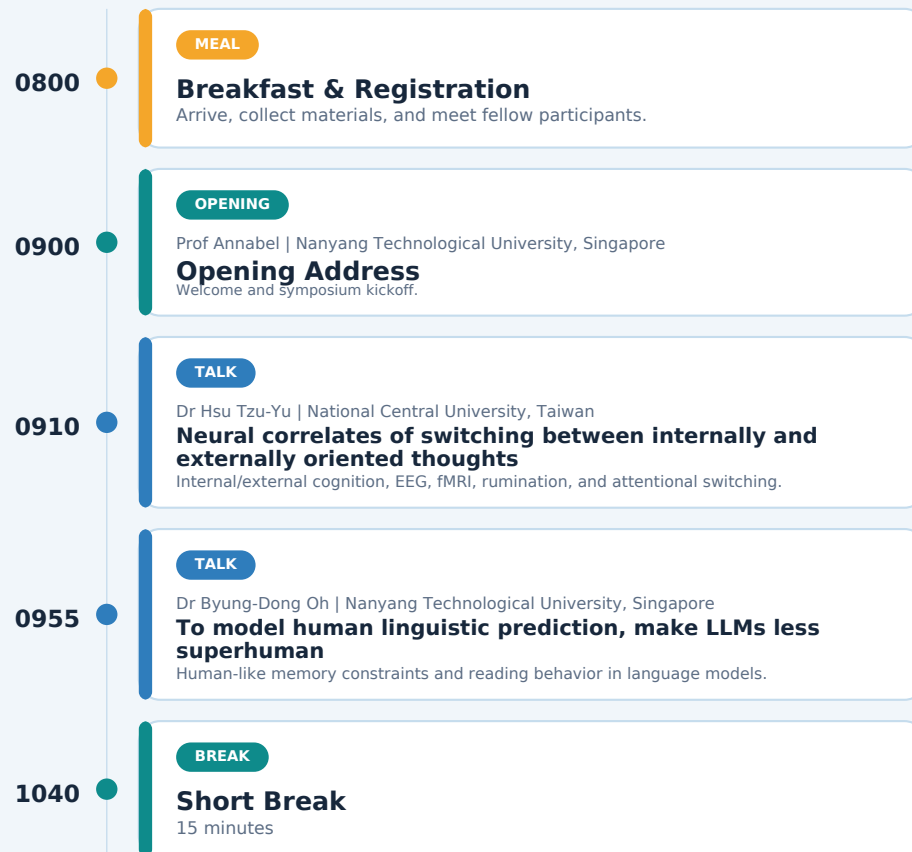 MEAL
0800
Breakfast & Registration
Arrive, collect materials, and meet fellow participants.
OPENING
0900
Prof Annabel | Nanyang Technological University, Singapore
Opening Address
Welcome and symposium kickoff.
TALK
0910
Dr Hsu Tzu-Yu | National Central University, Taiwan
Neural correlates of switching between internally and
externally oriented thoughts
Internal/external cognition, EEG, fMRI, rumination, and attentional switching.
TALK
0955
Dr Byung-Dong Oh | Nanyang Technological University, Singapore
To model human linguistic prediction, make LLMs less
superhuman
Human-like memory constraints and reading behavior in language models.
BREAK
1040
Short Break
15 minutes